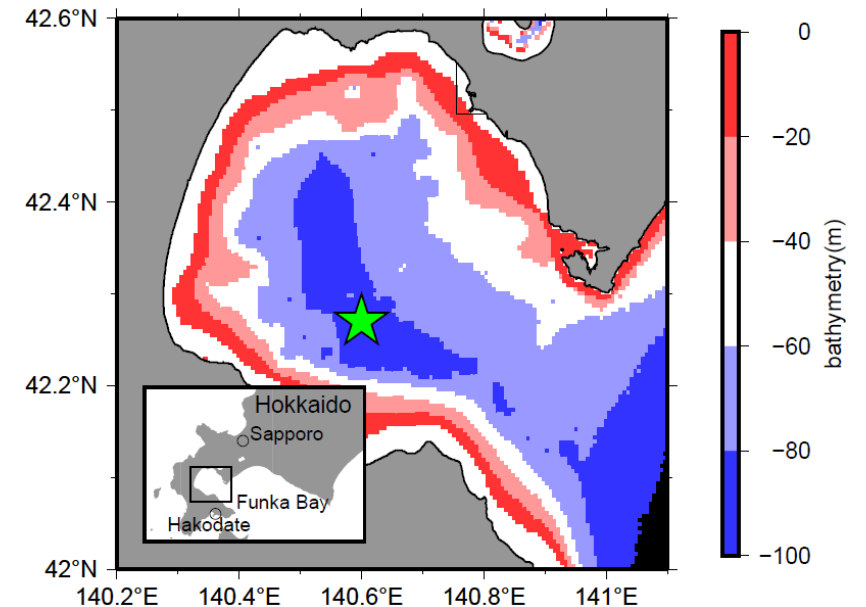 42.6°N
42.4°N
42.2°N
42°N
140.2°E
140.4°E
140.6°E
140.8°E
141°E
Hokkaido
Sapporo
Funka Bay
Hakodate
0
−20
−40
−60
−80
−100
bathymetry(m)